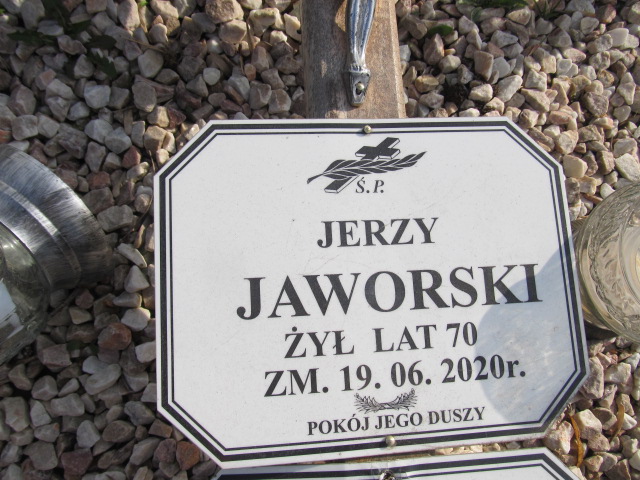 Ś.P.
JERZY
JAWORSKI
ŻYŁ LAT 70
ZM. 19. 06. 2020r.
POKÓJ JEGO DUSZY